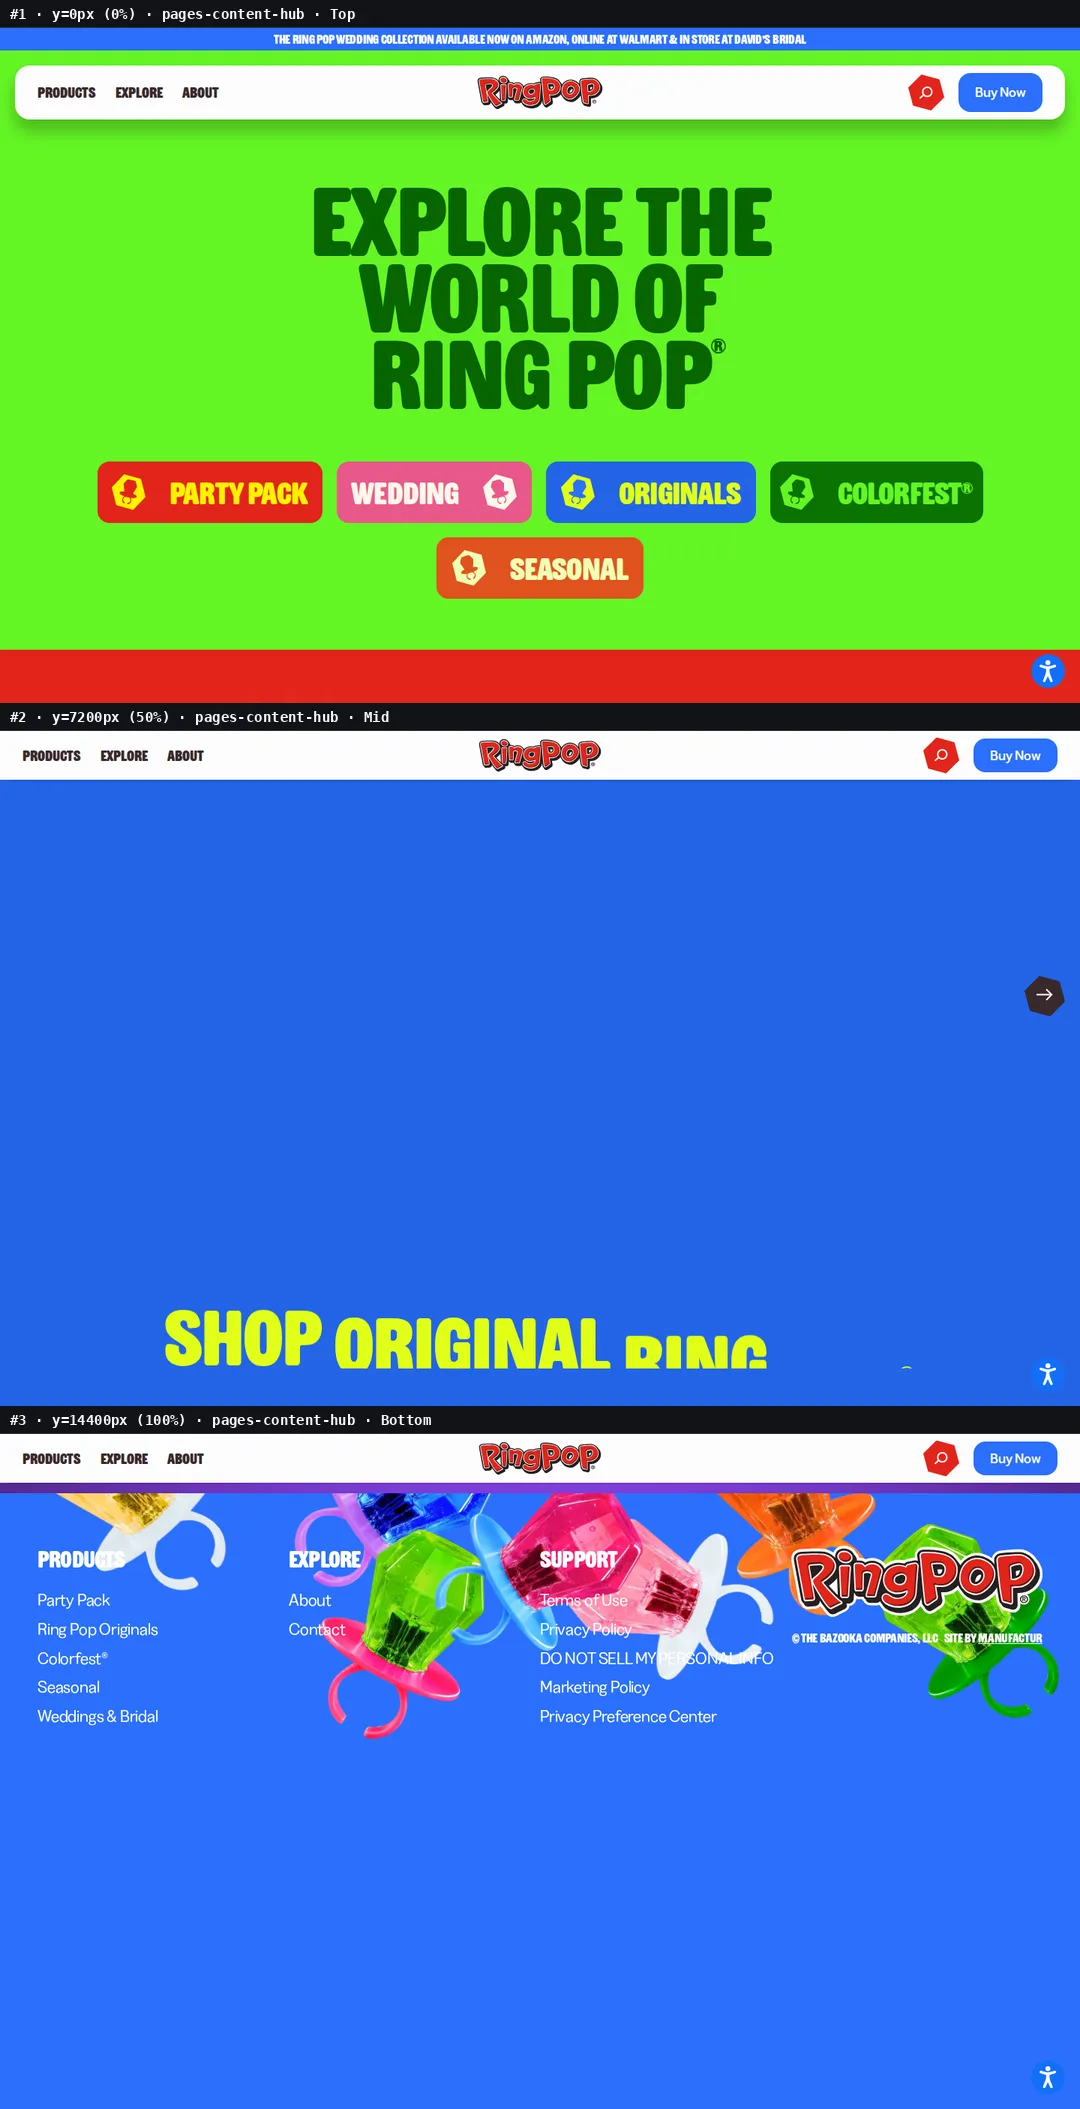 #1 · y=0px (0%) · pages-content-hub · Top
THE RING POP WEDDING COLLECTION AVAILABLE NOW ON AMAZON, ONLINE AT WALMART & IN STORE AT DAVID'S BRIDAL
PRODUCTS EXPLORE ABOUT RingPop® Buy Now
EXPLORE THE
WORLD OF
RING POP®
PARTY PACK WEDDING ORIGINALS COLORFEST®
SEASONAL
#2 · y=7200px (50%) · pages-content-hub · Mid
PRODUCTS EXPLORE ABOUT RingPop® Buy Now
SHOP ORIGINAL RING
#3 · y=14400px (100%) · pages-content-hub · Bottom
PRODUCTS EXPLORE ABOUT RingPop® Buy Now
PRODUCTS
Party Pack
Ring Pop Originals
Colorfest®
Seasonal
Weddings & Bridal
EXPLORE
About
Contact
SUPPORT
Terms of Use
Privacy Policy
DO NOT SELL MY PERSONAL INFO
Marketing Policy
Privacy Preference Center
RingPop®
© THE BAZOOKA COMPANIES, LLC SITE BY MANUFACTUR